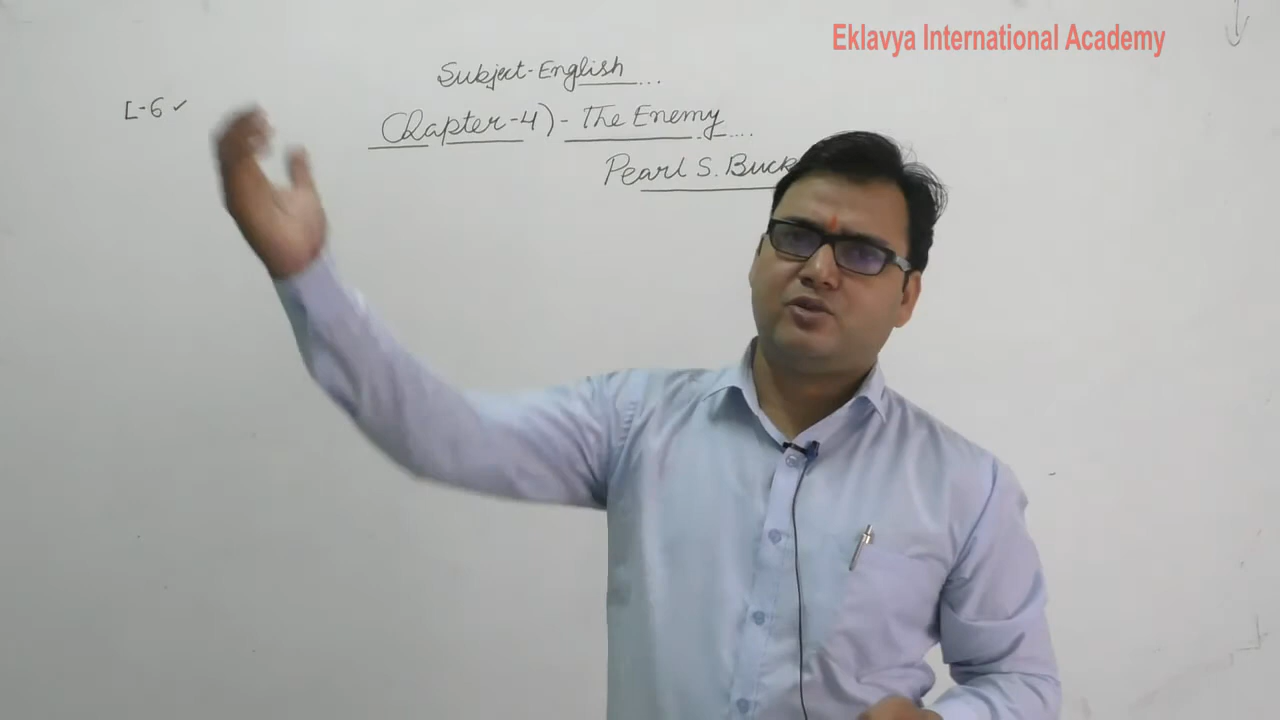 Eklavya International Academy
Subject-English...
L-6 ✓
Chapter-4) - The Enemy....
Pearl S. Buck